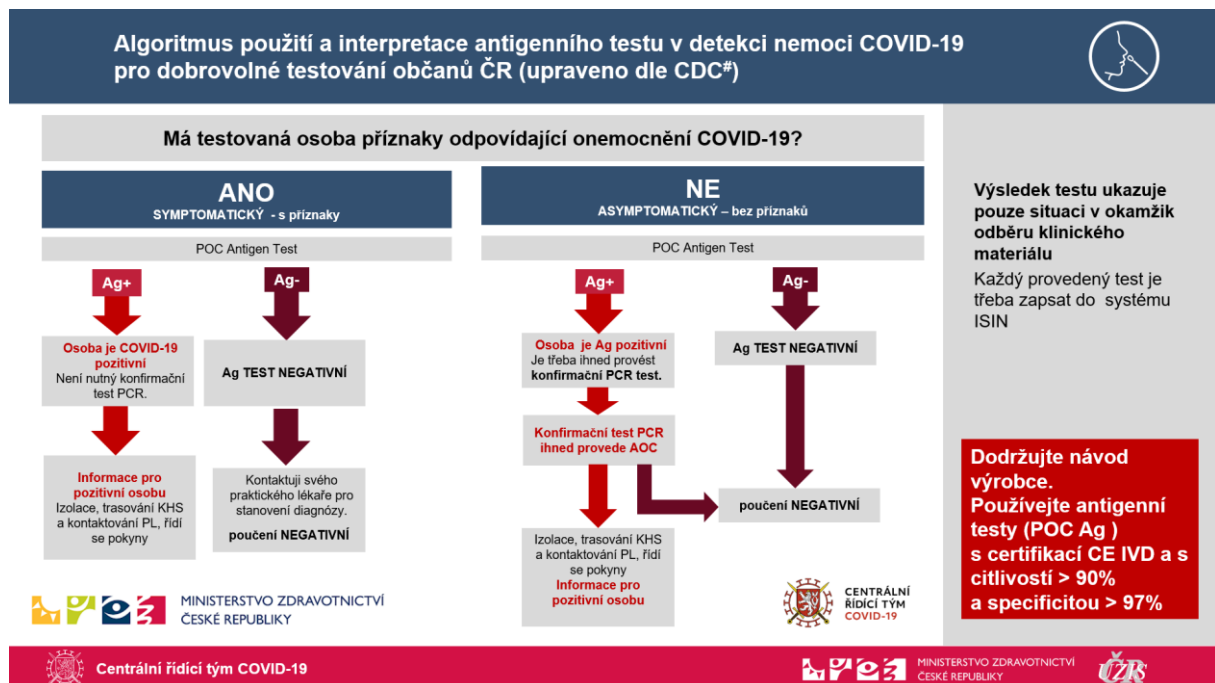 Algoritmus použití a interpretace antigenního testu v detekci nemoci COVID-19
pro dobrovolné testování občanů ČR (upraveno dle CDC#)
Má testovaná osoba příznaky odpovídající onemocnění COVID-19?
ANO
SYMPTOMATICKÝ - s příznaky
POC Antigen Test
Ag+
Ag-
Osoba je COVID-19
pozitivní
Není nutný konfirmační
test PCR.
Ag TEST NEGATIVNÍ
Informace pro
pozitivní osobu
Izolace, trasování KHS
a kontaktování PL, řídí
se pokyny
Kontaktuji svého
praktického lékaře pro
stanovení diagnózy.
poučení NEGATIVNÍ
NE
ASYMPTOMATICKÝ – bez příznaků
POC Antigen Test
Ag+
Ag-
Osoba je Ag pozitivní
Je třeba ihned provést
konfirmační PCR test.
Ag TEST NEGATIVNÍ
Konfirmační test PCR
ihned provede AOC
poučení NEGATIVNÍ
Izolace, trasování KHS
a kontaktování PL, řídí
se pokyny
Informace pro
pozitivní osobu
Výsledek testu ukazuje
pouze situaci v okamžik
odběru klinického
materiálu
Každý provedený test je
třeba zapsat do systému
ISIN
Dodržujte návod
výrobce.
Používejte antigenní
testy (POC Ag )
s certifikací CE IVD a s
citlivostí > 90%
a specificitou > 97%
MINISTERSTVO ZDRAVOTNICTVÍ
ČESKÉ REPUBLIKY
CENTRÁLNÍ
ŘÍDÍCÍ TÝM
COVID-19
Centrální řídící tým COVID-19
MINISTERSTVO ZDRAVOTNICTVÍ
ČESKÉ REPUBLIKY
ÚZIS